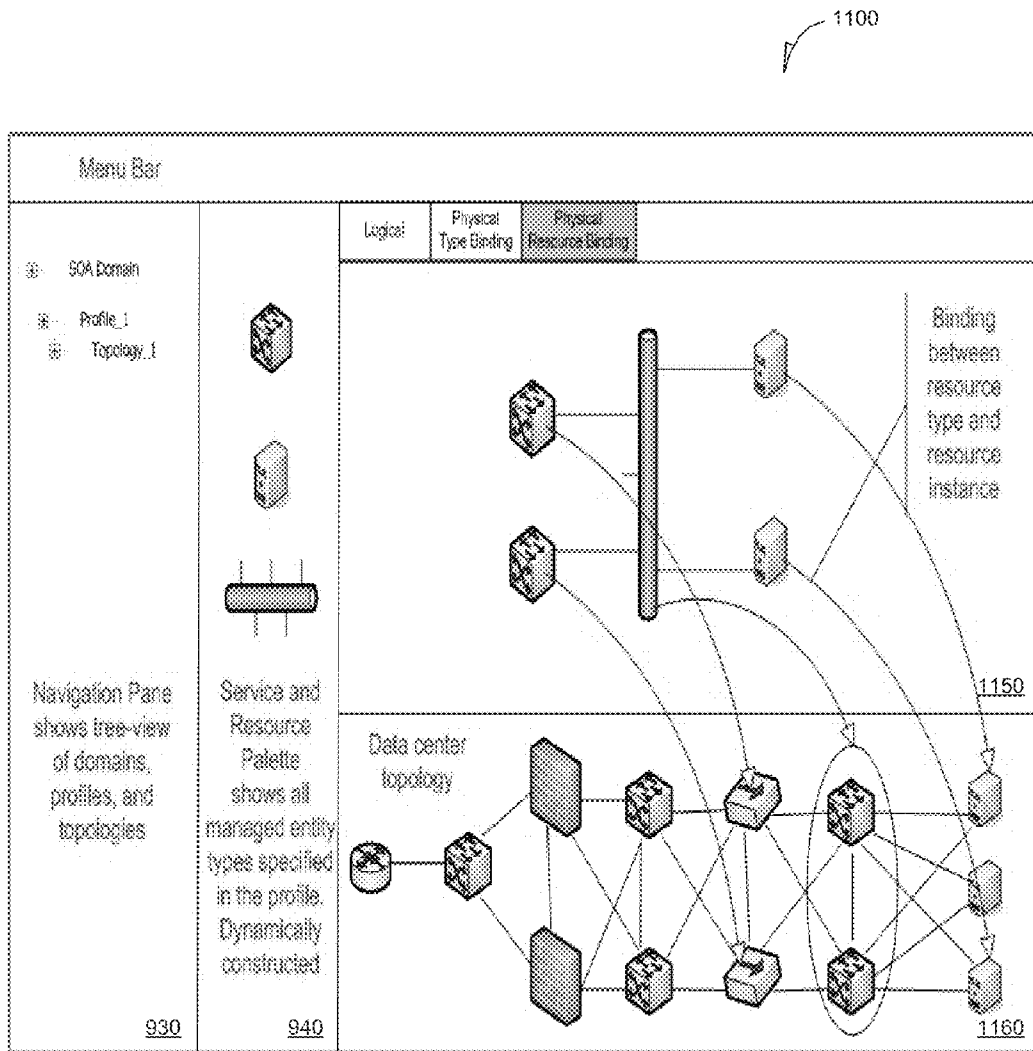 1100
Menu Bar
SOA Domain
Profile_1
Topology_1
Navigation Pane
shows tree-view
of domains,
profiles, and
topologies
930
Service and
Resource
Palette
shows all
managed entity
types specified
in the profile.
Dynamically
constructed
940
Logical
Physical
Type Binding
Physical
Resource Binding
Binding
between
resource
type and
resource
instance
1150
Data center
topology
1160